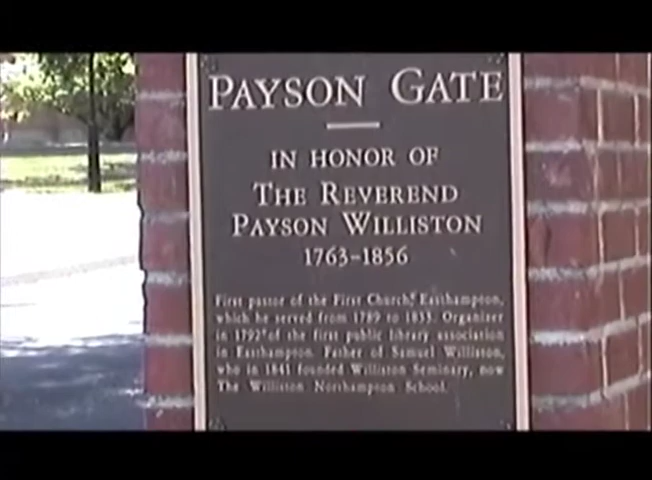 PAYSON GATE
IN HONOR OF
THE REVEREND
PAYSON WILLISTON
1763-1856
First pastor of the First Church, Easthampton,
which he served from 1789 to 1833. Organizer
in 1792 of the first public library association
in Easthampton. Father of Samuel Williston,
who in 1841 founded Williston Seminary, now
The Williston Northampton School.